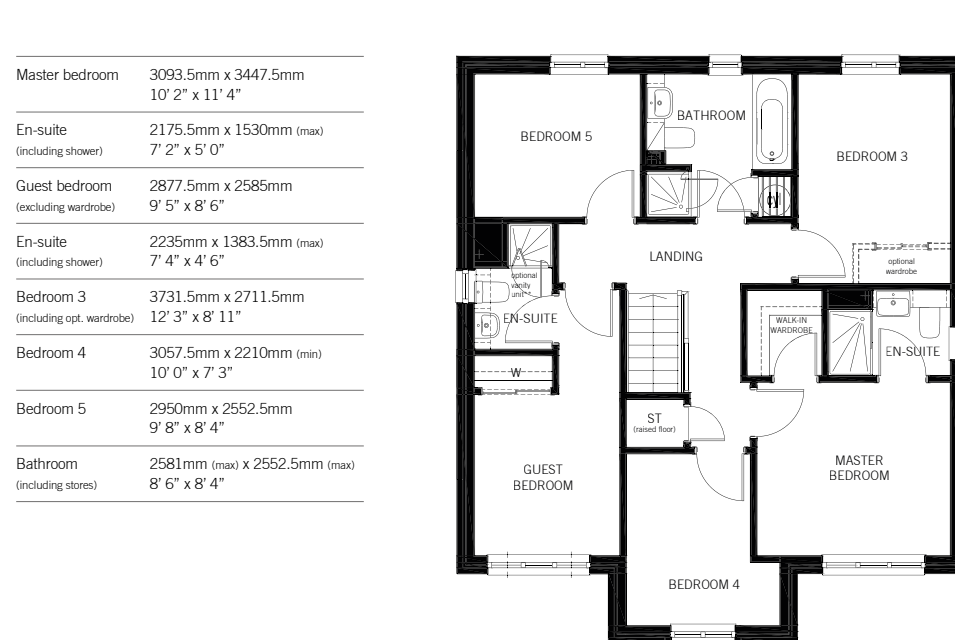 Master bedroom 3093.5mm x 3447.5mm
10’ 2” x 11’ 4”
En-suite 2175.5mm x 1530mm (max)
(including shower) 7’ 2” x 5’ 0”
Guest bedroom 2877.5mm x 2585mm
(excluding wardrobe) 9’ 5” x 8’ 6”
En-suite 2235mm x 1383.5mm (max)
(including shower) 7’ 4” x 4’ 6”
Bedroom 3 3731.5mm x 2711.5mm
(including opt. wardrobe) 12’ 3” x 8’ 11”
Bedroom 4 3057.5mm x 2210mm (min)
10’ 0” x 7’ 3”
Bedroom 5 2950mm x 2552.5mm
9’ 8” x 8’ 4”
Bathroom 2581mm (max) x 2552.5mm (max)
(including stores) 8’ 6” x 8’ 4”
BEDROOM 5
BATHROOM
BEDROOM 3
LANDING
optional
wardrobe
optional
vanity
unit**
EN-SUITE
WALK-IN
WARDROBE
EN-SUITE
W
ST
(raised floor)
GUEST
BEDROOM
MASTER
BEDROOM
BEDROOM 4